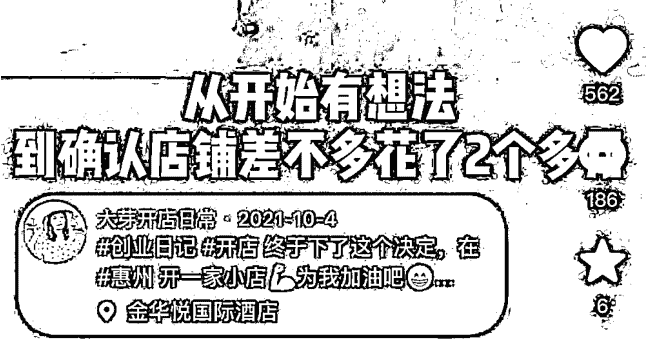 从开始有想法
到确认店铺差不多花了2个多
562
186
大芽开店日常·2021-10-4
#创业日记 #开店 终于下了这个决定，在
#惠州 开一家小店💪为我加油吧😄...
金华悦国际酒店
6